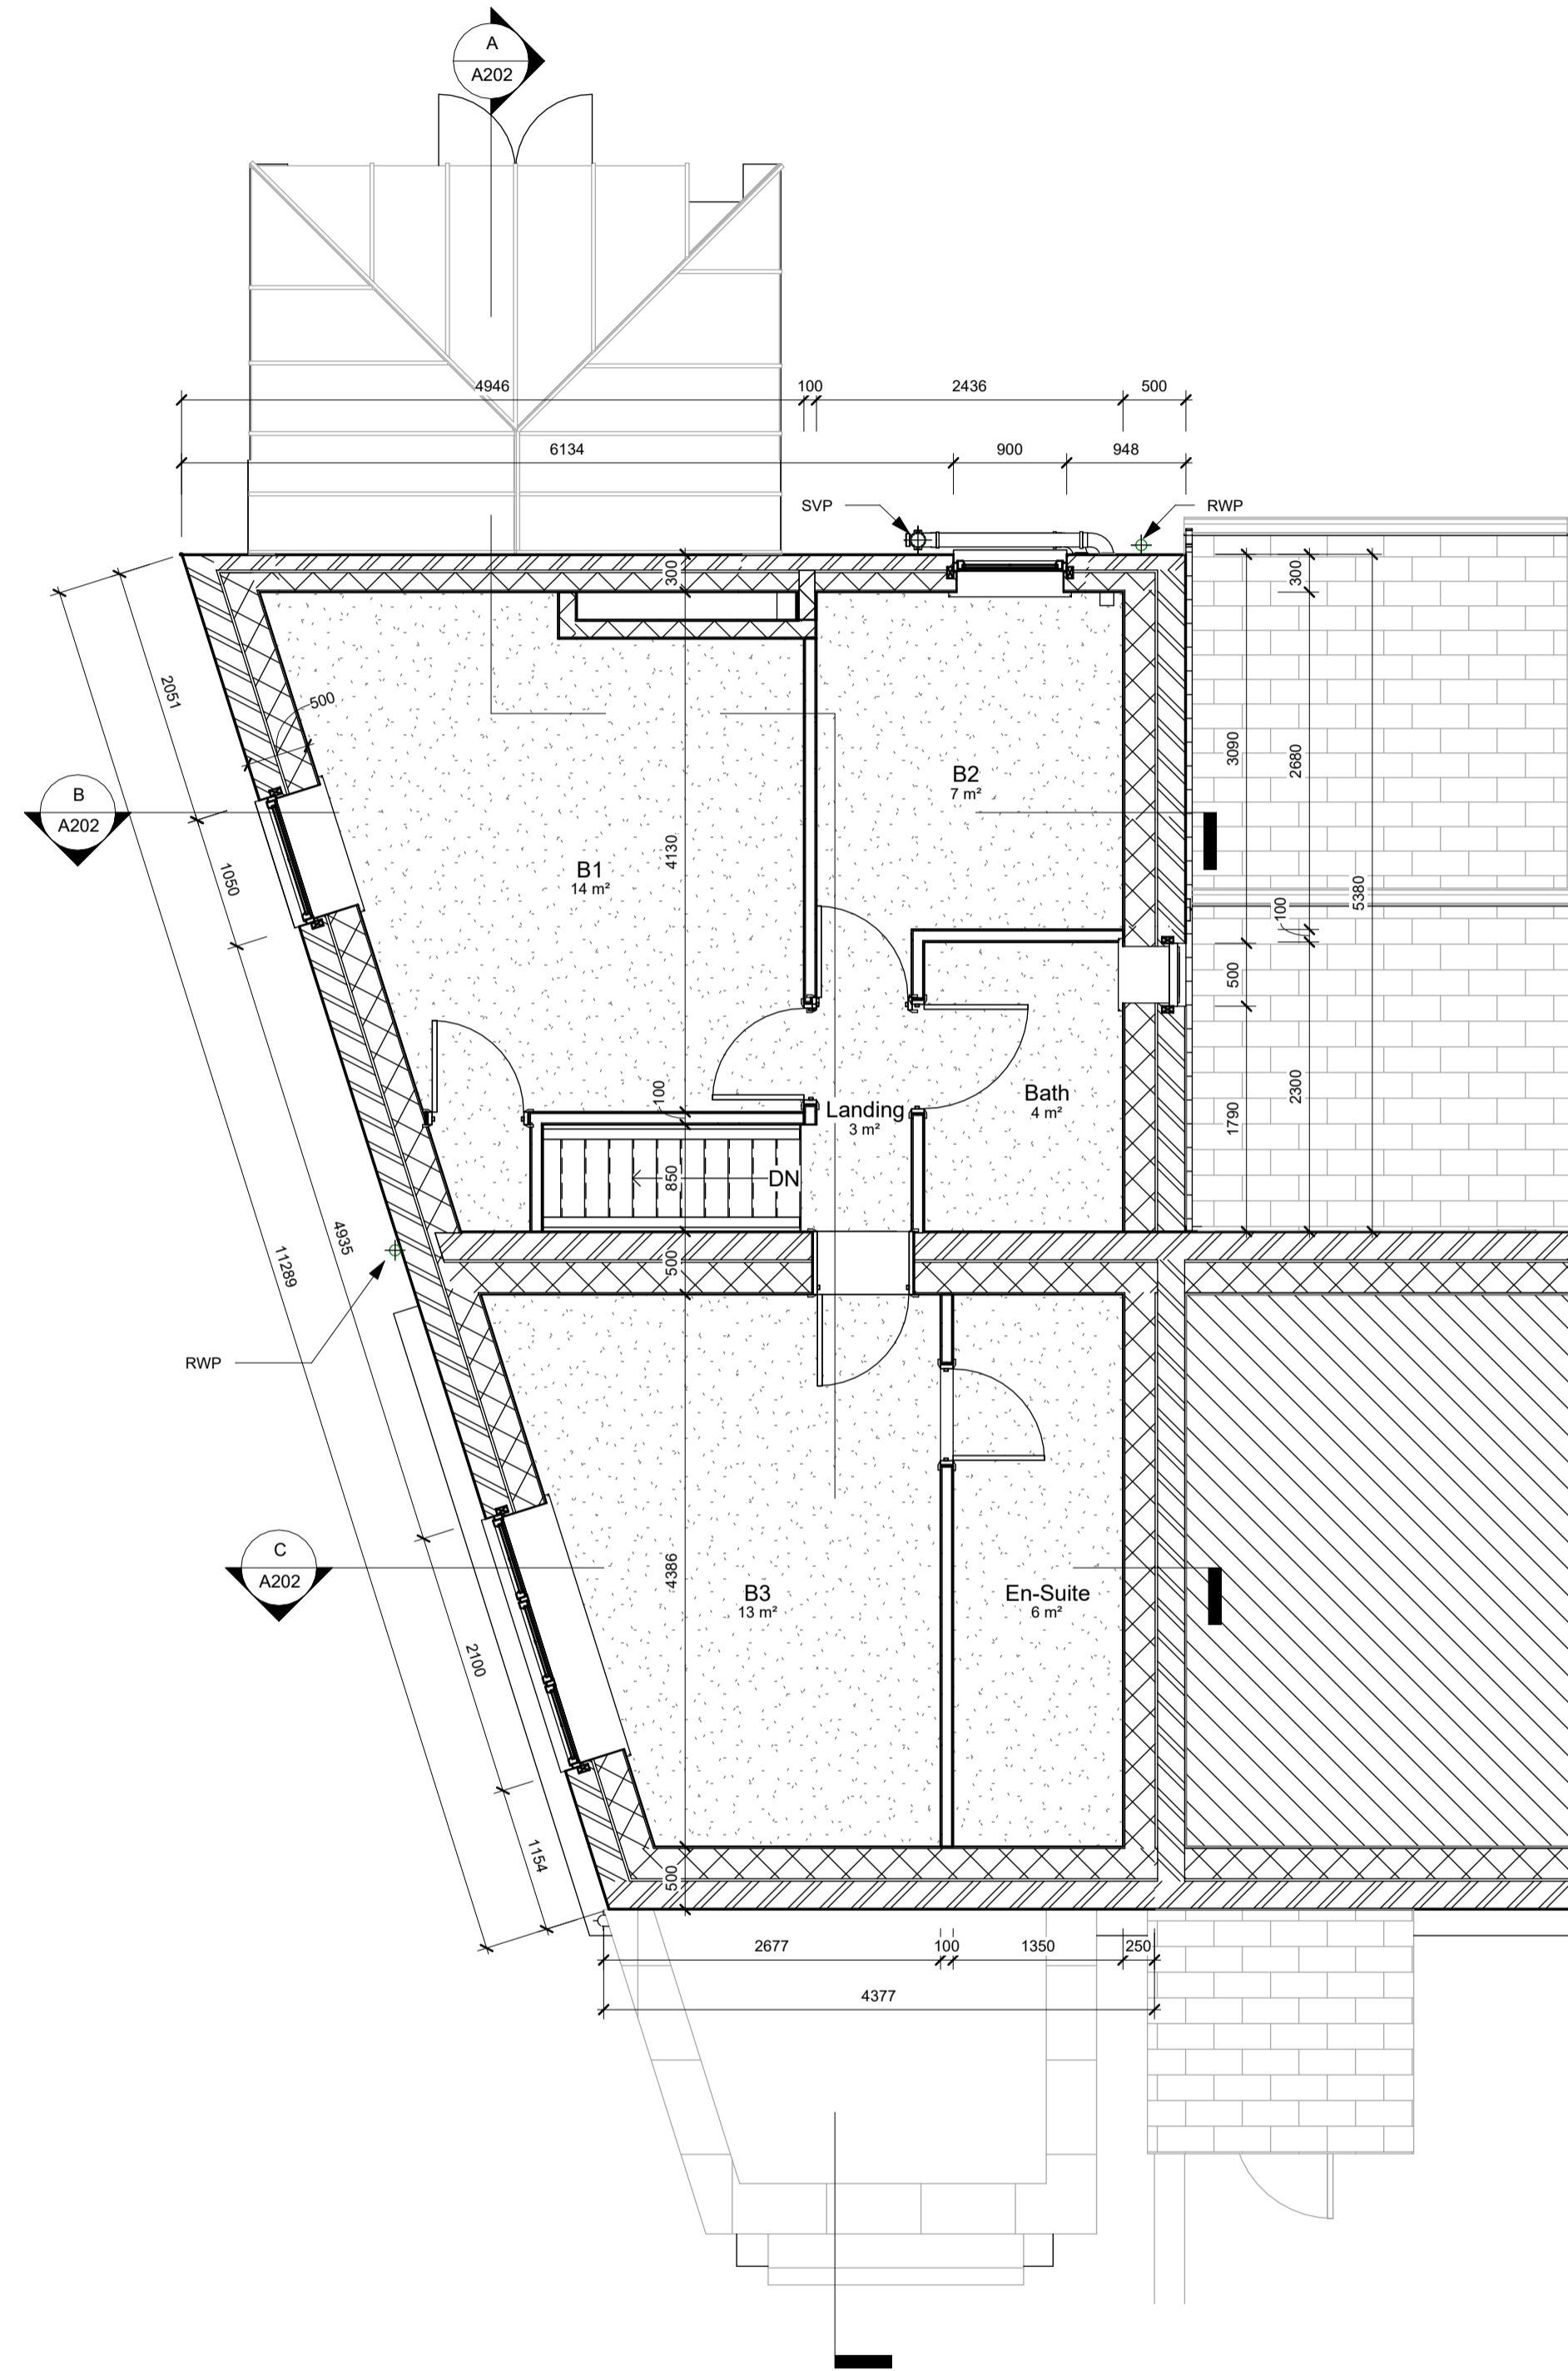 A
A202
4946
100
2436
500
6134
900
948
SVP
RWP
300
300
2051
500
3090
2680
B2
7 m²
B
A202
4130
B1
14 m²
1050
5380
100
500
100
Bath
4 m²
Landing
3 m²
2300
1790
850
DN
4935
11289
500
RWP
C
A202
4386
B3
13 m²
En-Suite
6 m²
2100
1154
500
2677
100
1350
250
4377